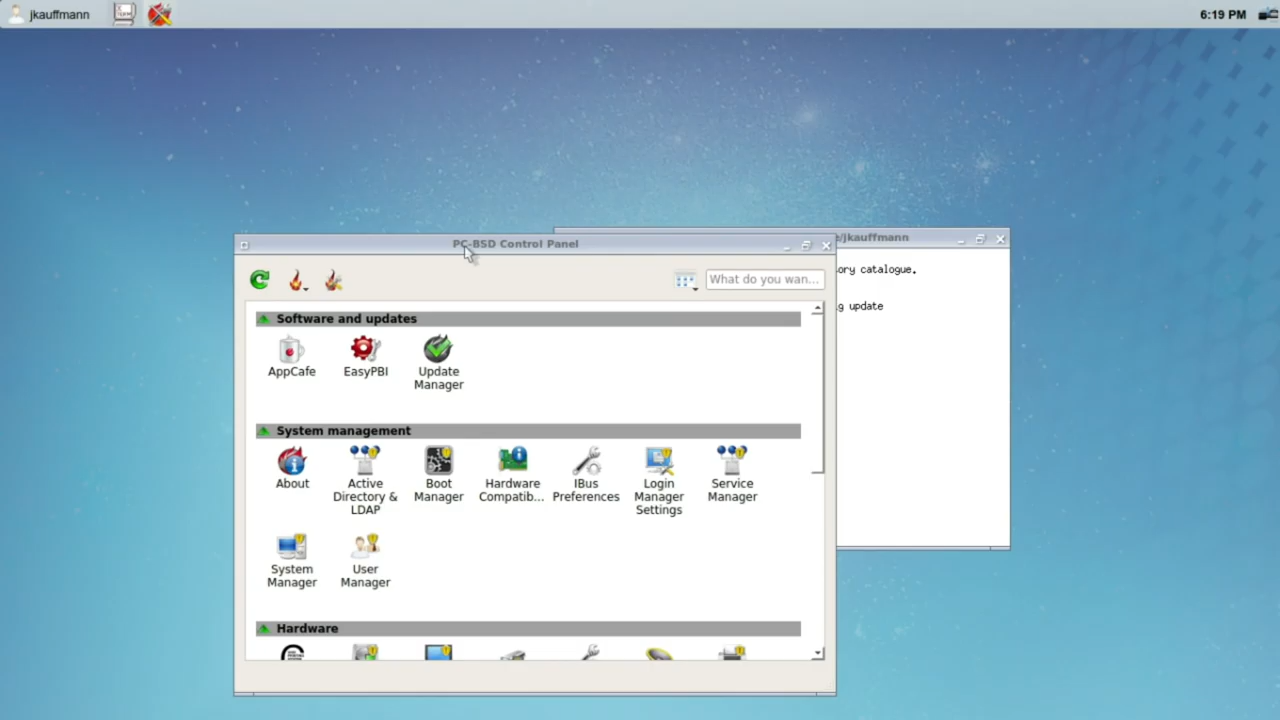 jkauffmann
6:19 PM
/jkauffmann
PC-BSD Control Panel
ory catalogue.
What do you wan...
g update
Software and updates
AppCafe
EasyPBI
Update
Manager
System management
About
Active
Directory &
LDAP
Boot
Manager
Hardware
Compatib...
IBus
Preferences
Login
Manager
Settings
Service
Manager
System
Manager
User
Manager
Hardware